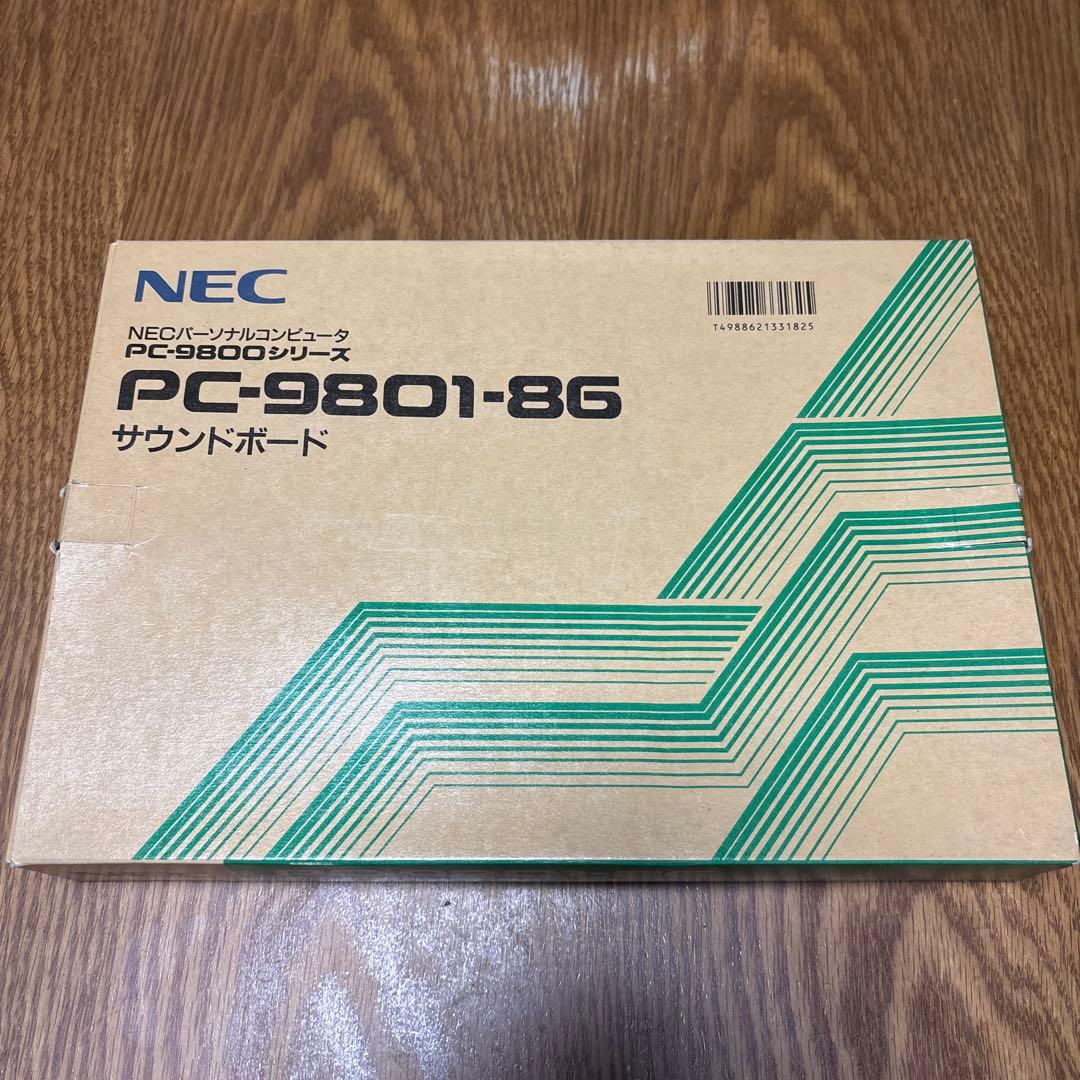 NEC
T4988621331825
NECパーソナルコンピュータ
PC-9800シリーズ
PC-9801-86
サウンドボード